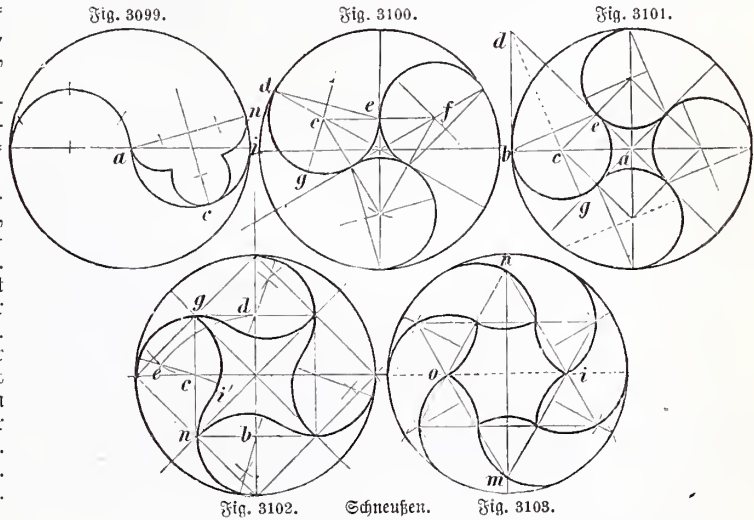 Fig. 3099. Fig. 3100. Fig. 3101.
d
d n e f e
c
a i b c a
g
c g
n
g d
e c o i
i'
n b
m
Fig. 3102. Schneußen. Fig. 3103.